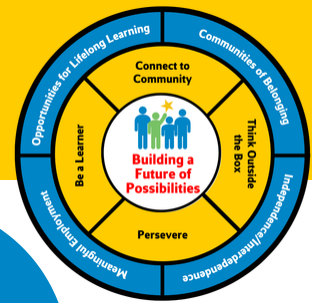 Opportunities for Lifelong Learning
Communities of Belonging
Connect to
Community
Be a Learner
Think Outside
the Box
Building a
Future of
Possibilities
Persevere
Meaningful Employment
Independence/Interdependence